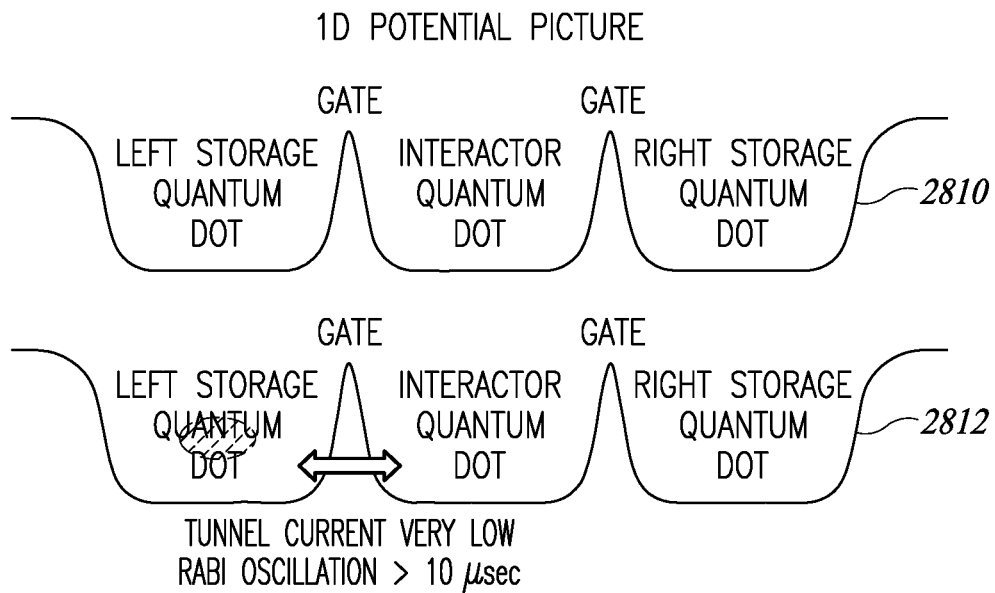 1D POTENTIAL PICTURE
GATE GATE
LEFT STORAGE INTERACTOR RIGHT STORAGE
QUANTUM QUANTUM QUANTUM
DOT DOT DOT
2810
GATE GATE
LEFT STORAGE INTERACTOR RIGHT STORAGE
QUANTUM QUANTUM QUANTUM
DOT DOT DOT
2812
TUNNEL CURRENT VERY LOW
RABI OSCILLATION > 10 μsec